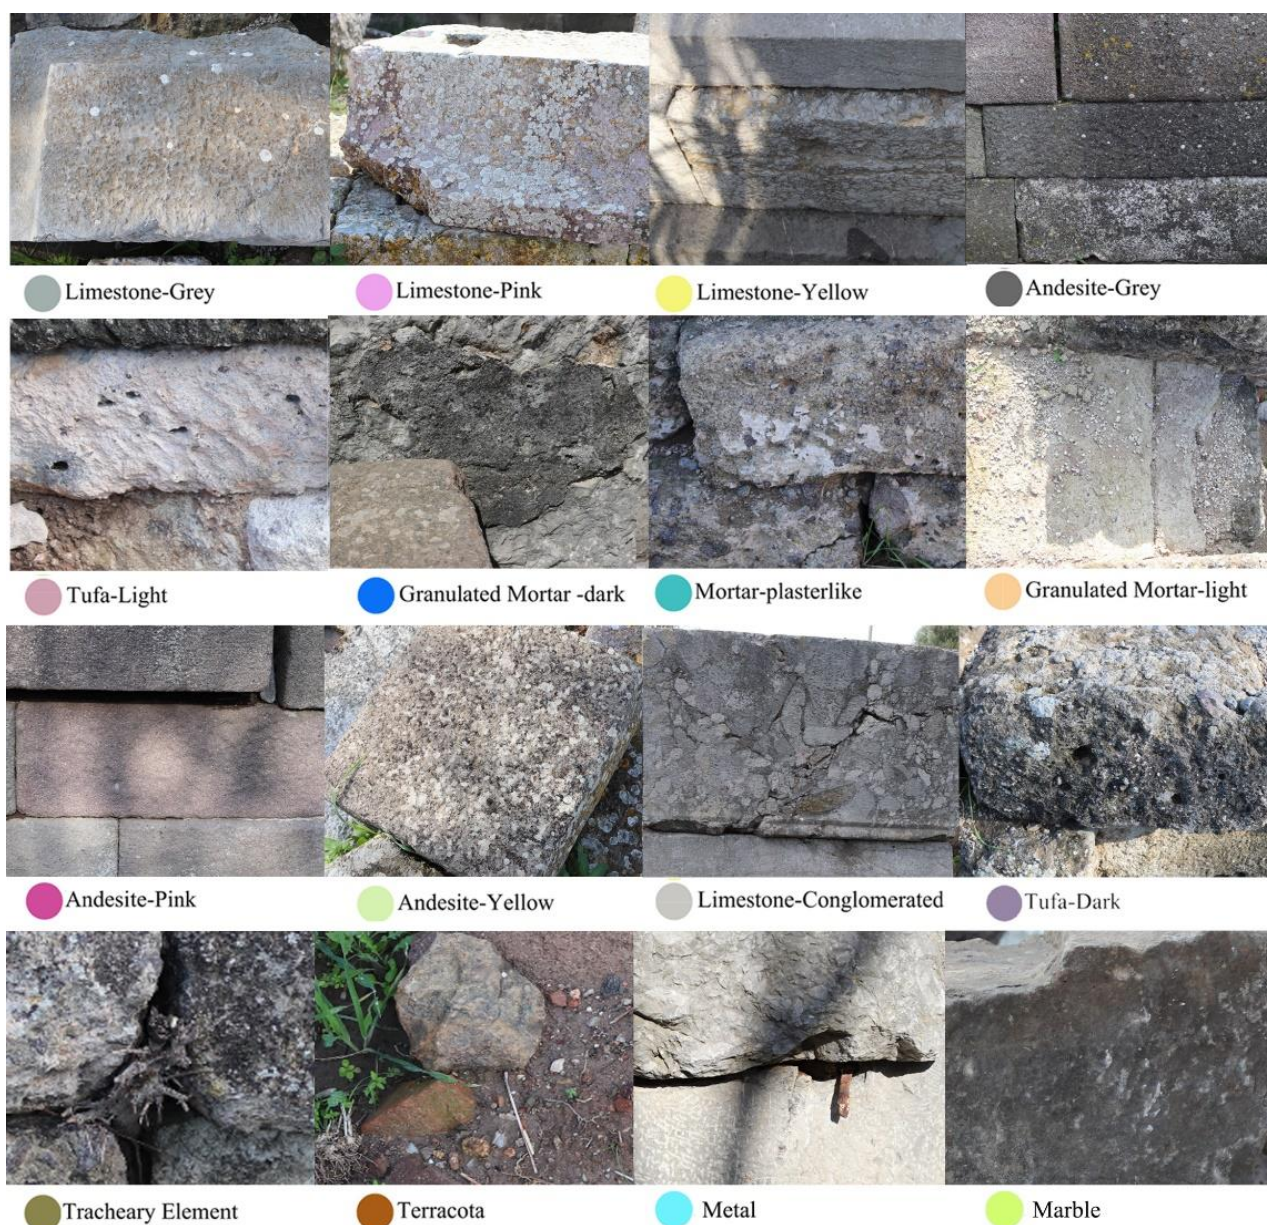 Limestone-Grey
Limestone-Pink
Limestone-Yellow
Andesite-Grey
Tufa-Light
Granulated Mortar -dark
Mortar-plasterlike
Granulated Mortar-light
Andesite-Pink
Andesite-Yellow
Limestone-Conglomerated
Tufa-Dark
Tracheary Element
Terracota
Metal
Marble